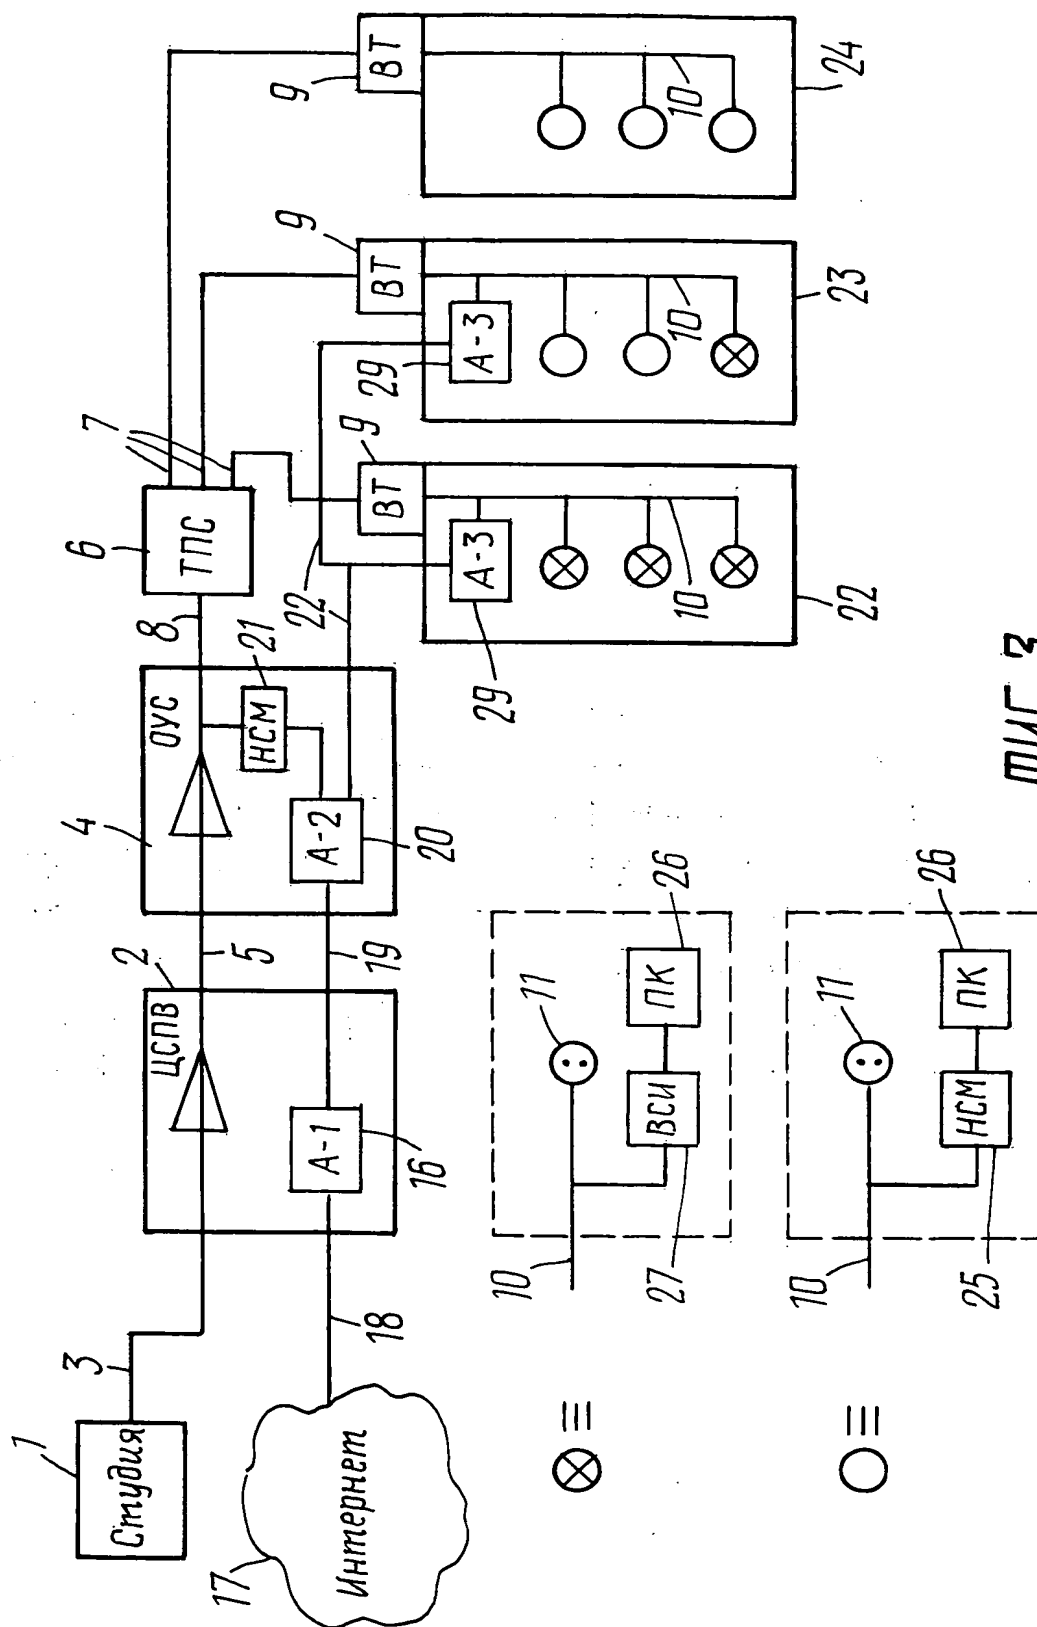 1
Студия
3
17
Интернет
18
2
ЦСПВ
А-1
16
5
19
4
ОУС
НСМ
21
А-2
20
8
6
ТПС
7
22
9
ВТ
А-3
29
10
22
9
ВТ
А-3
29
10
23
9
ВТ
10
24
≡
10
11
ВСИ
27
ПК
26
≡
10
11
НСМ
25
ПК
26
ФИГ. 3